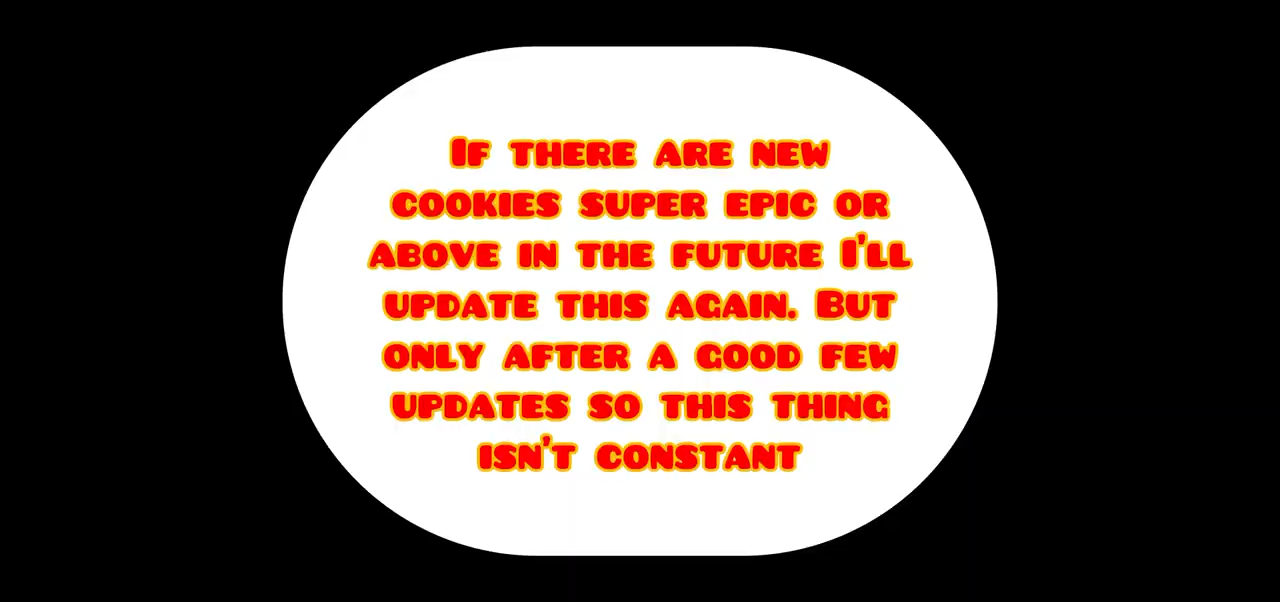 If there are new
cookies super epic or
above in the future I'll
update this again. But
only after a good few
updates so this thing
isn't constant